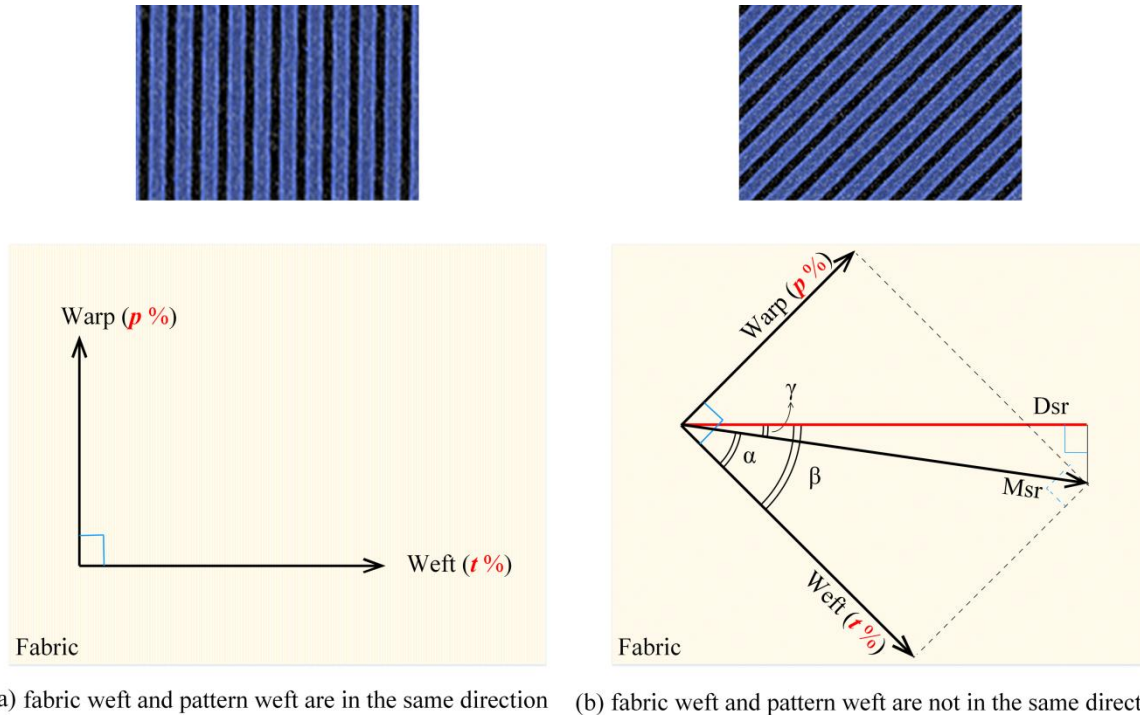 Warp (p %)
Weft (t %)
Fabric
Warp (p %)
γ
Dsr
α
β
Msr
Weft (t %)
Fabric
) fabric weft and pattern weft are in the same direction
(b) fabric weft and pattern weft are not in the same direct